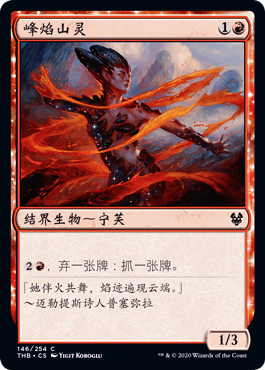 峰焰山灵 1
结界生物～宁芙
2，弃一张牌：抓一张牌。
「她伴火共舞，焰迹遍现云端。」
～迈勒提斯诗人普塞弥拉
1/3
146/254 C
THB • CS YIGIT KOROGLU
™ & © 2020 Wizards of the Coast